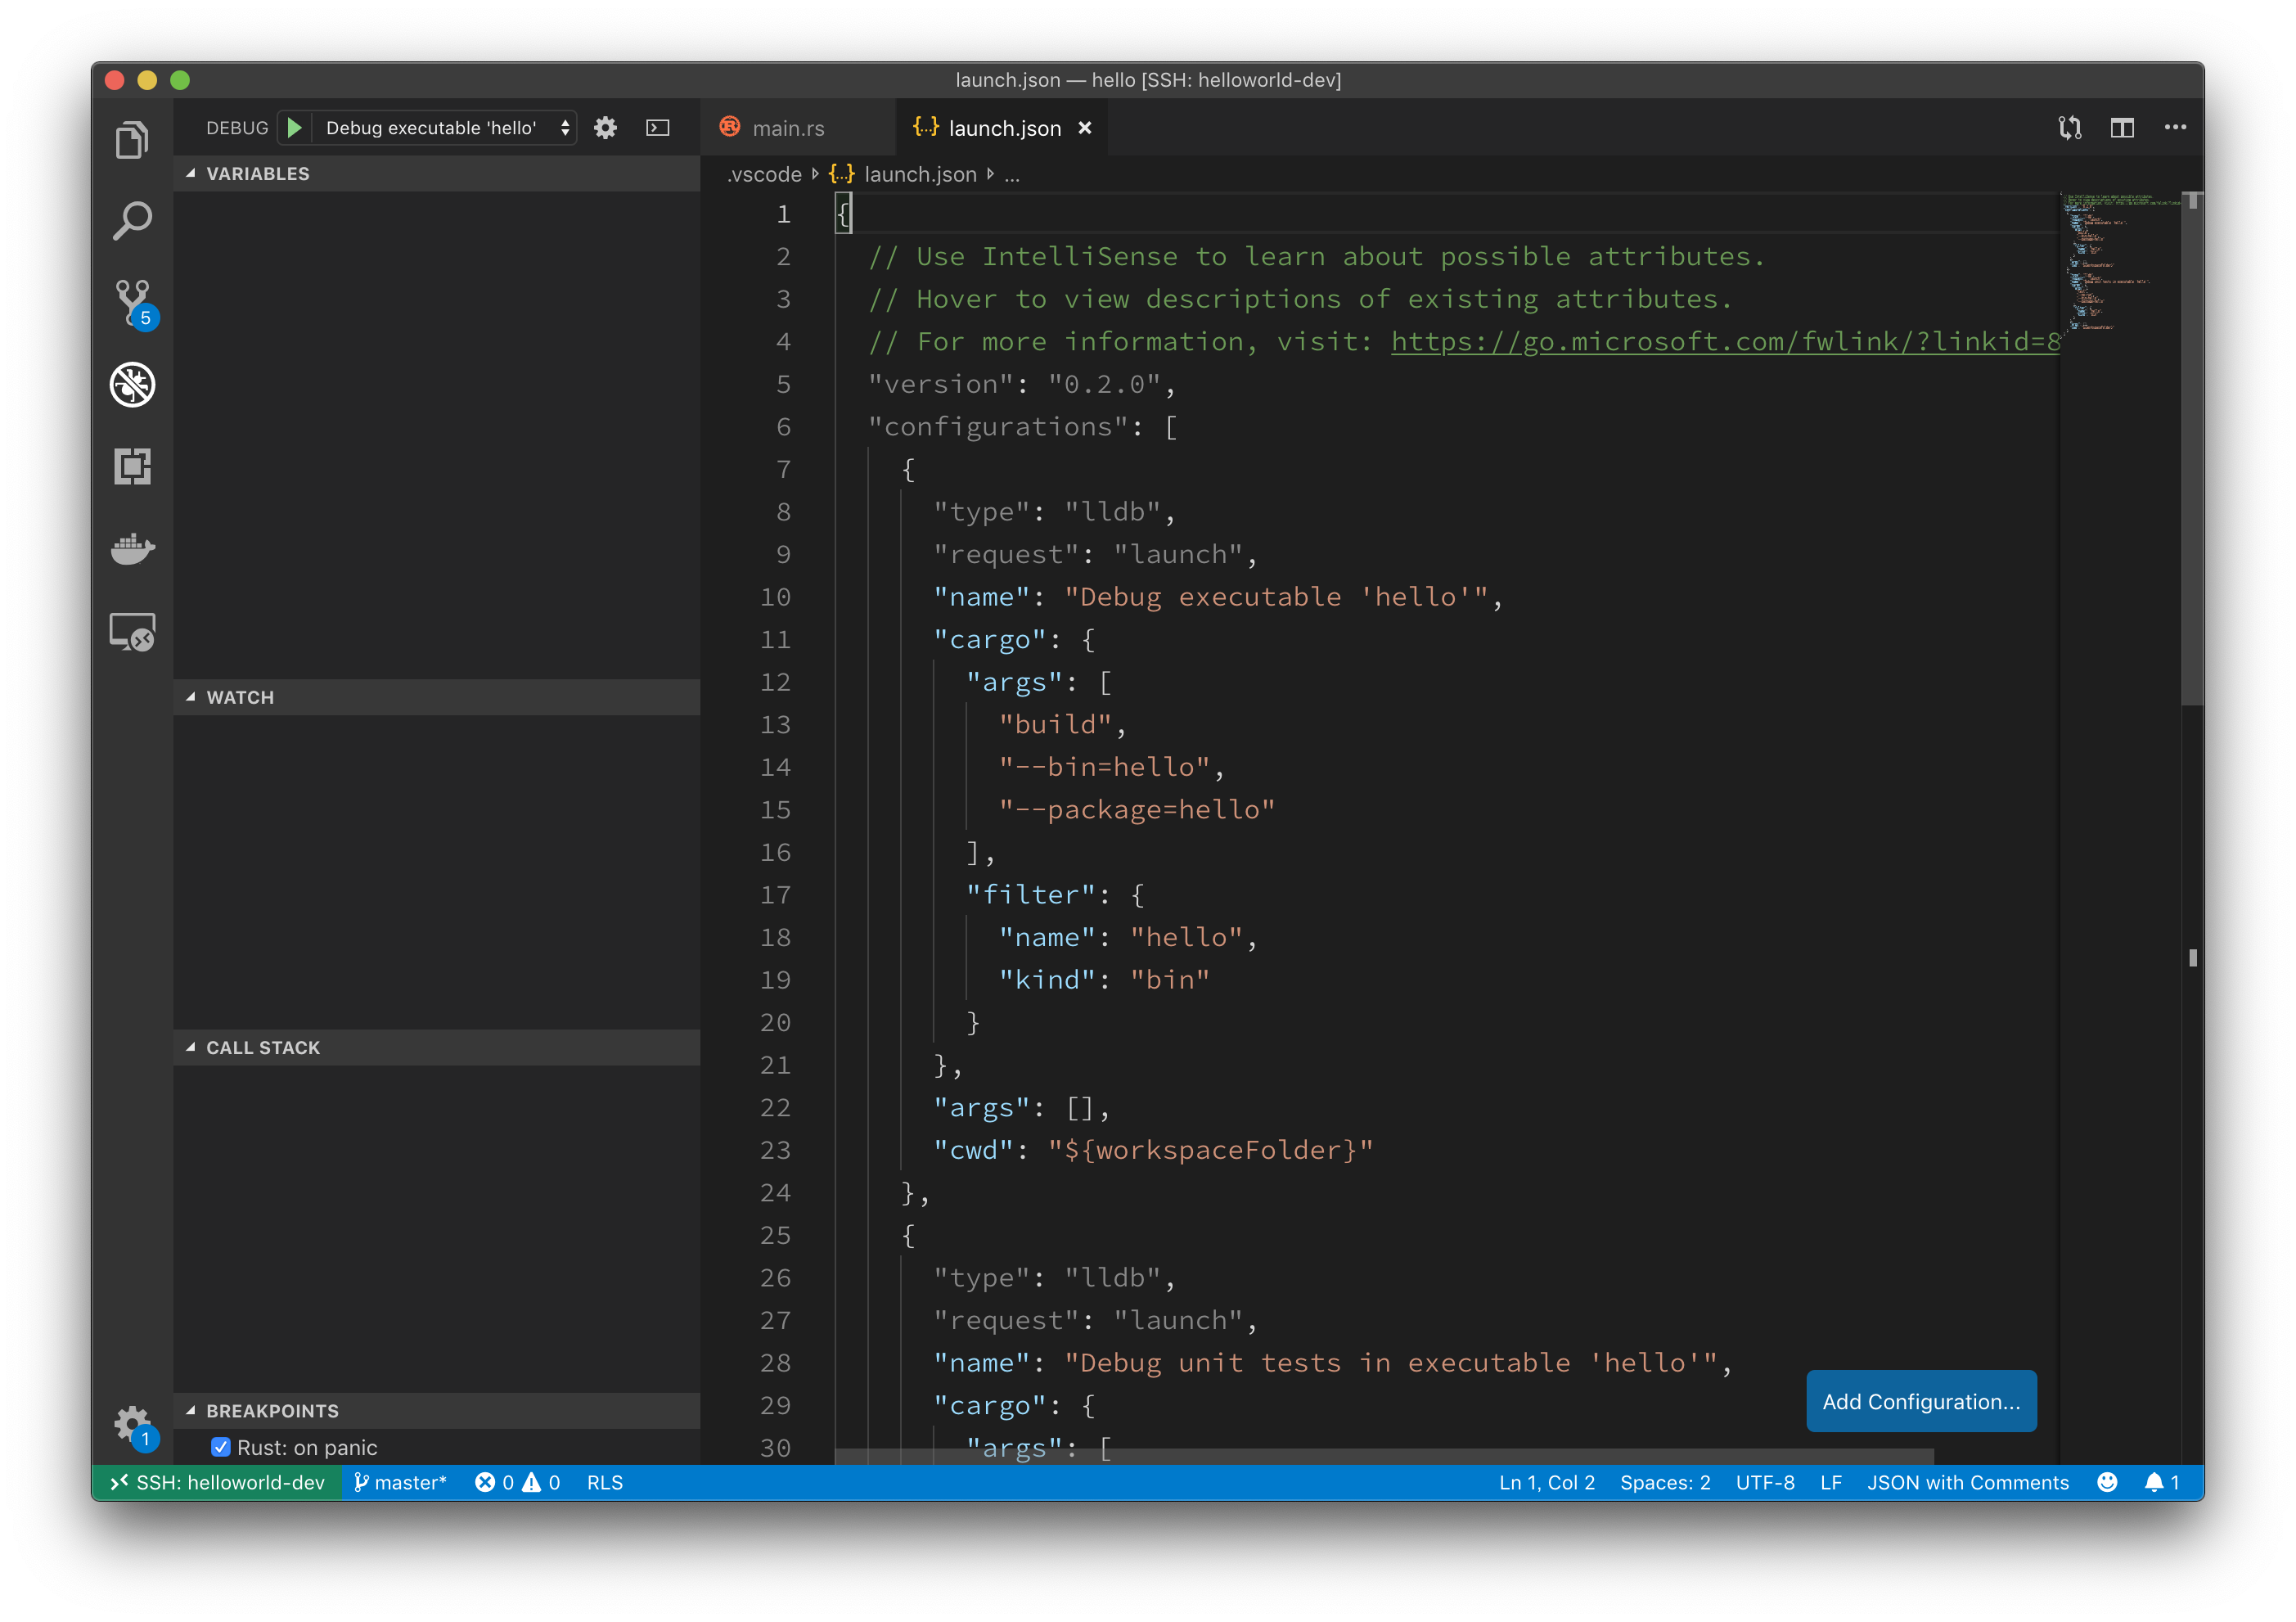 launch.json — hello [SSH: helloworld-dev]
DEBUG Debug executable 'hello'
main.rs
{..} launch.json ×
VARIABLES
.vscode {..} launch.json ...
1 {
2 // Use IntelliSense to learn about possible attributes.
3 // Hover to view descriptions of existing attributes.
4 // For more information, visit: https://go.microsoft.com/fwlink/?linkid=8
5 "version": "0.2.0",
6 "configurations": [
7 {
8 "type": "lldb",
9 "request": "launch",
10 "name": "Debug executable 'hello'",
11 "cargo": {
12 "args": [
13 "build",
14 "--bin=hello",
15 "--package=hello"
16 ],
17 "filter": {
18 "name": "hello",
19 "kind": "bin"
20 }
21 },
22 "args": [],
23 "cwd": "${workspaceFolder}"
24 },
25 {
26 "type": "lldb",
27 "request": "launch",
28 "name": "Debug unit tests in executable 'hello'",
29 "cargo": {
30 "args": [
5
WATCH
CALL STACK
BREAKPOINTS
Rust: on panic
1
Add Configuration...
SSH: helloworld-dev master* 0 0 RLS
Ln 1, Col 2 Spaces: 2 UTF-8 LF JSON with Comments 1